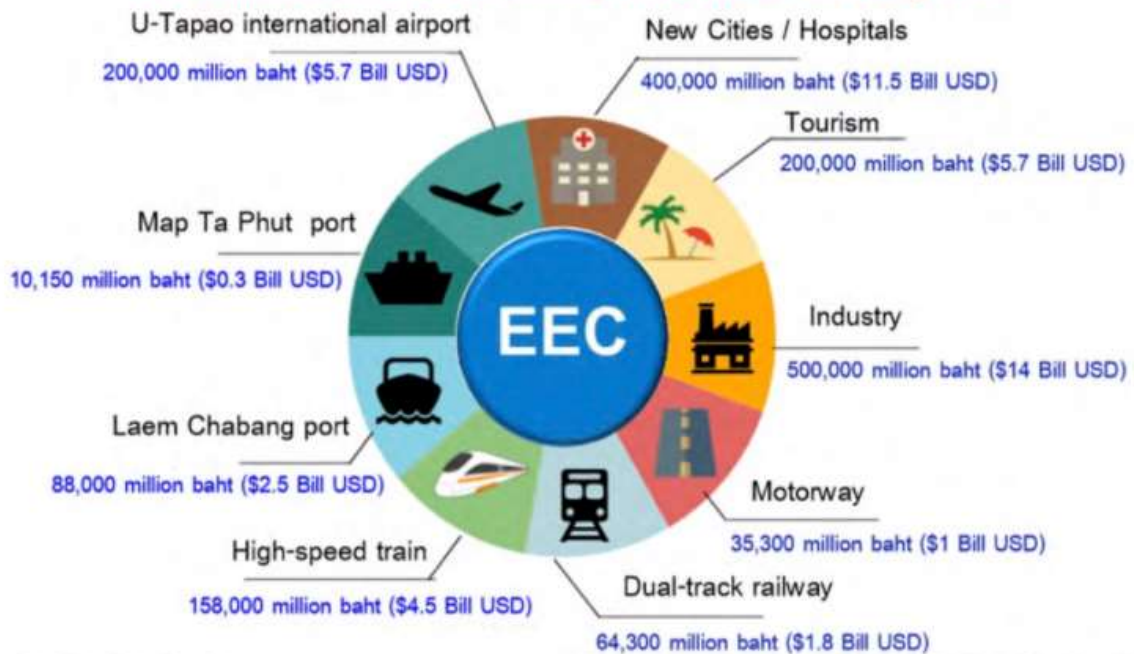 U-Tapao international airport
200,000 million baht ($5.7 Bill USD)
New Cities / Hospitals
400,000 million baht ($11.5 Bill USD)
Tourism
200,000 million baht ($5.7 Bill USD)
Map Ta Phut port
10,150 million baht ($0.3 Bill USD)
EEC
Industry
500,000 million baht ($14 Bill USD)
Laem Chabang port
88,000 million baht ($2.5 Bill USD)
Motorway
35,300 million baht ($1 Bill USD)
High-speed train
158,000 million baht ($4.5 Bill USD)
Dual-track railway
64,300 million baht ($1.8 Bill USD)